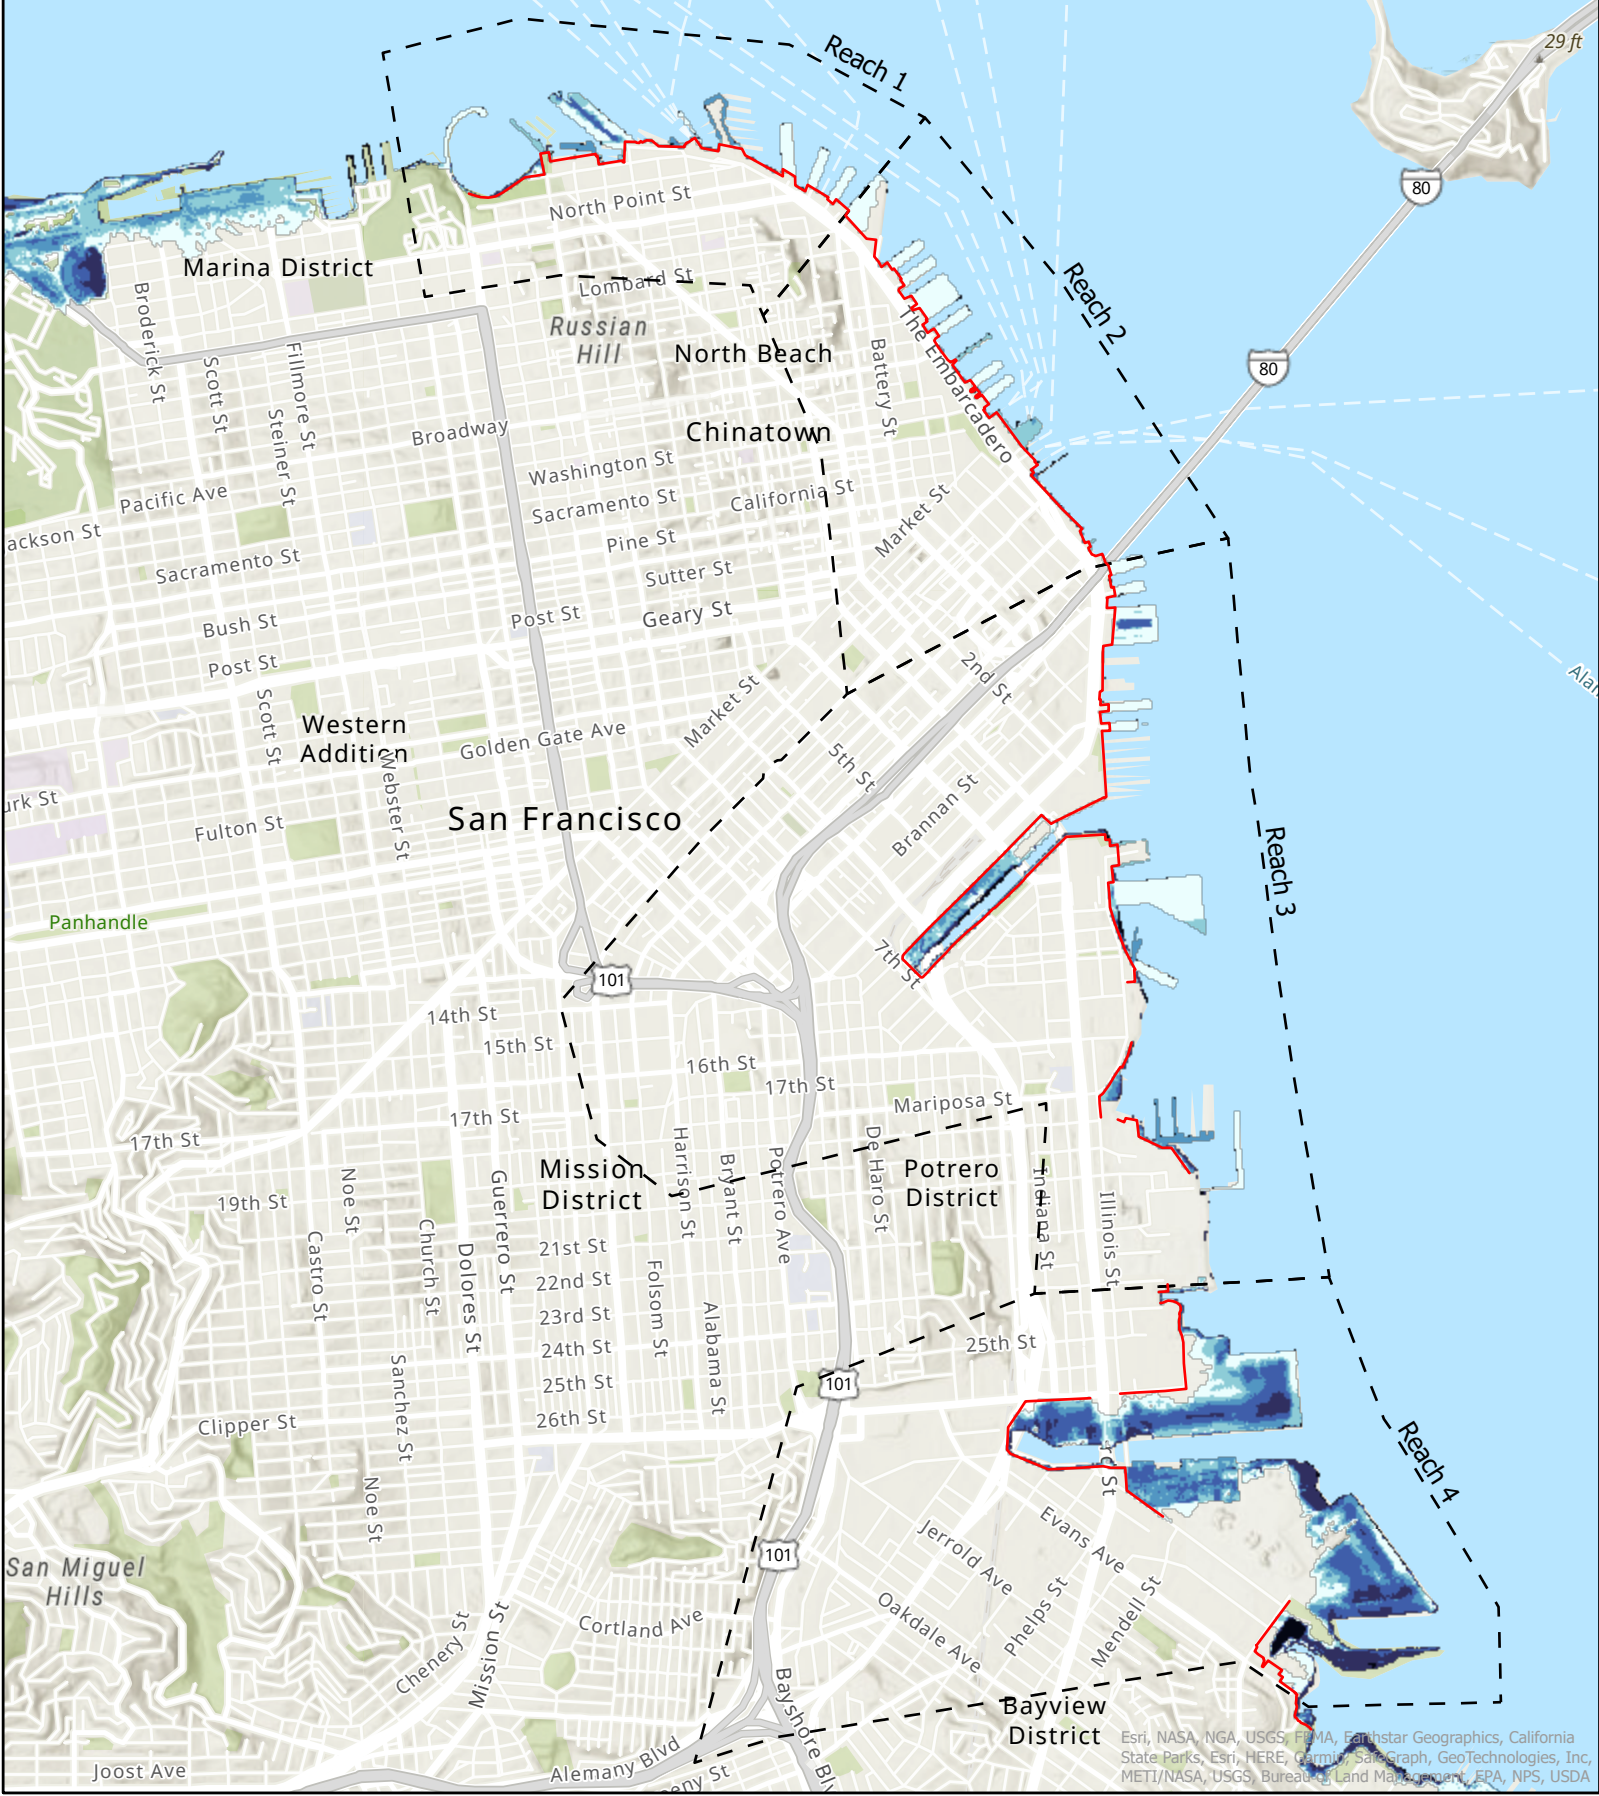 29 ft
Reach 1
80
North Point St
Marina District
Lombard St
Reach 2
Broderick St
Russian
Hill
North Beach
The Embarcadero
Battery St
80
Scott St
Fillmore St
Steiner St
Broadway
Chinatown
Washington St
Pacific Ave
Sacramento St
California St
Market St
ackson St
Pine St
Sacramento St
Sutter St
Geary St
Post St
Bush St
Post St
2nd St
Alan
Scott St
Western
Addition
Market St
Golden Gate Ave
5th St
Webster St
urk St
Fulton St
San Francisco
Brannan St
Reach 3
Panhandle
7th St
101
14th St
15th St
16th St
17th St
Mariposa St
17th St
17th St
Mission
District
Potrero
District
Harrison St
Bryant St
Potrero Ave
De Haro St
Indiana St
Illinois St
19th St
Noe St
Guerrero St
Castro St
Church St
Dolores St
21st St
22nd St
23rd St
24th St
25th St
26th St
Folsom St
Alabama St
25th St
101
Clipper St
Sanchez St
Noe St
rd St
Reach 4
Evans Ave
Jerrold Ave
101
San Miguel
Hills
Oakdale Ave
Phelps St
Mendell St
Cortland Ave
Chenery St
Mission St
Bayshore Blv
Bayview
District
Alemany Blvd
eny St
Joost Ave
Esri, NASA, NGA, USGS, FEMA, Earthstar Geographics, California
State Parks, Esri, HERE, Garmin, SafeGraph, GeoTechnologies, Inc,
METI/NASA, USGS, Bureau of Land Management, EPA, NPS, USDA